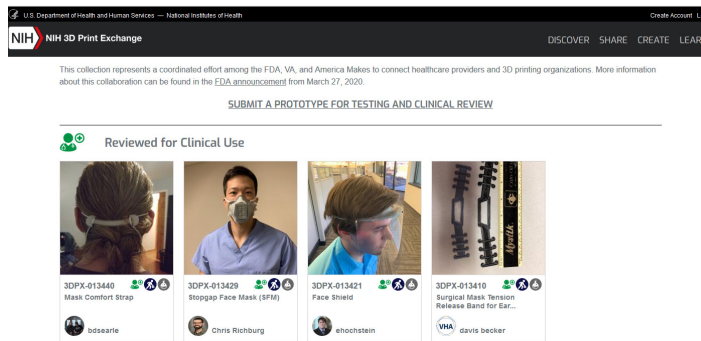 U.S. Department of Health and Human Services — National Institutes of Health
Create Account
NIH
NIH 3D Print Exchange
DISCOVER SHARE CREATE LEAR
This collection represents a coordinated effort among the FDA, VA, and America Makes to connect healthcare providers and 3D printing organizations. More information
about this collaboration can be found in the FDA announcement from March 27, 2020.
SUBMIT A PROTOTYPE FOR TESTING AND CLINICAL REVIEW
Reviewed for Clinical Use
3DPX-013440
Mask Comfort Strap
bdsearle
3DPX-013429
Stopgap Face Mask (SFM)
Chris Richburg
3DPX-013421
Face Shield
ehochstein
3DPX-013410
Surgical Mask Tension
Release Band for Ear...
VHA
davis becker